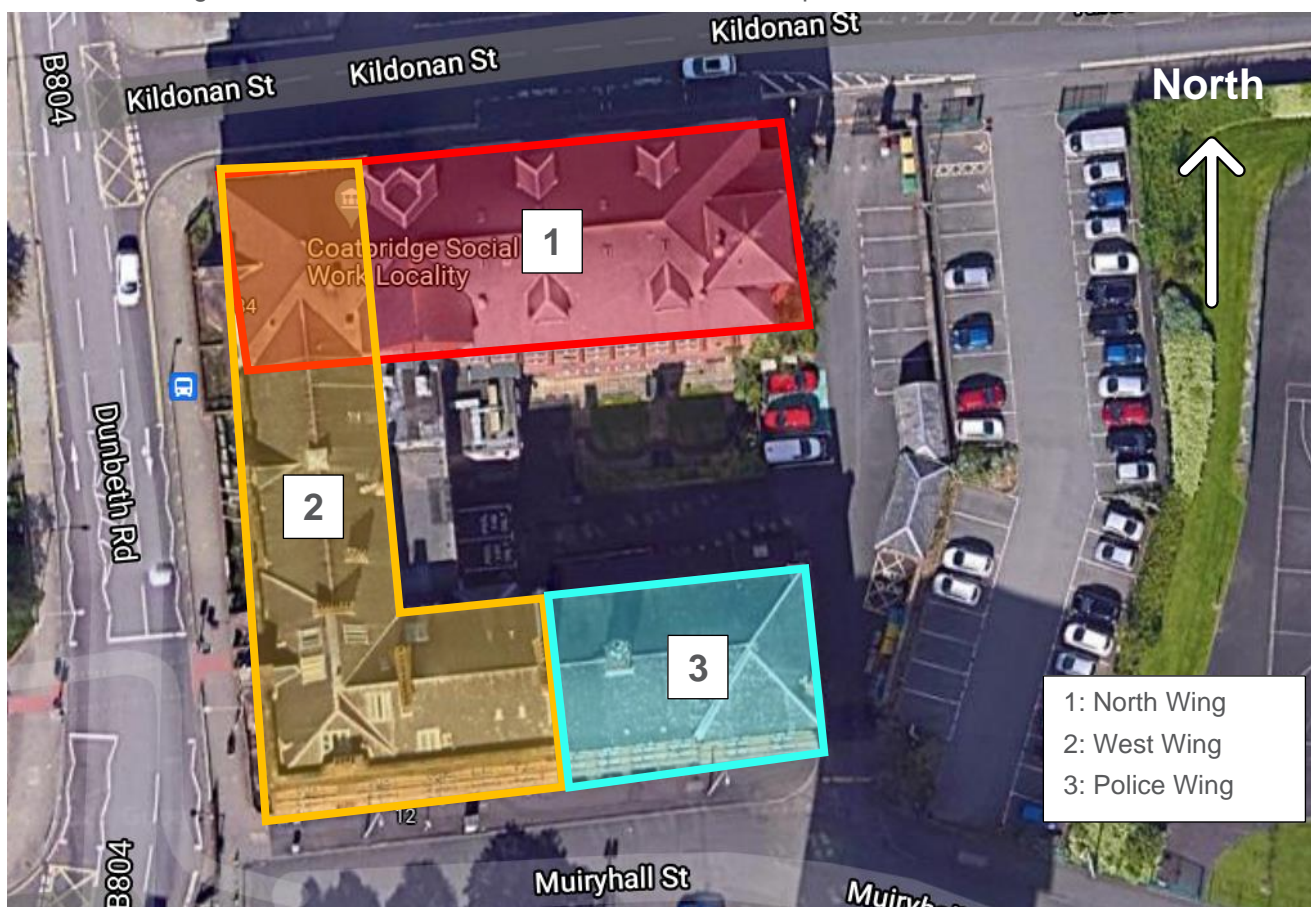 Kildonan St
Kildonan St
Kildonan St
B804
North
1
Coatbridge Social
Work Locality
34
Dunbeth Rd
2
3
1: North Wing
2: West Wing
3: Police Wing
12
B804
Muiryhall St